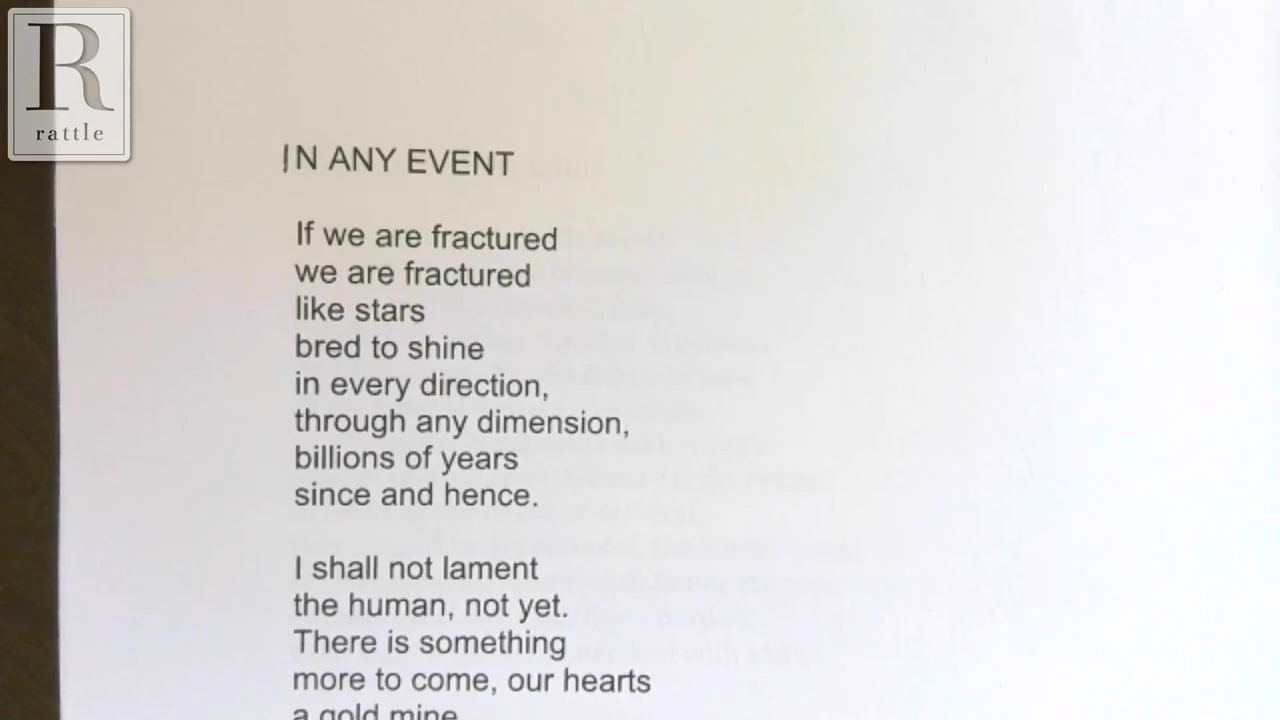 R
rattle
IN ANY EVENT
If we are fractured
we are fractured
like stars
bred to shine
in every direction,
through any dimension,
billions of years
since and hence.
I shall not lament
the human, not yet.
There is something
more to come, our hearts
a gold mine